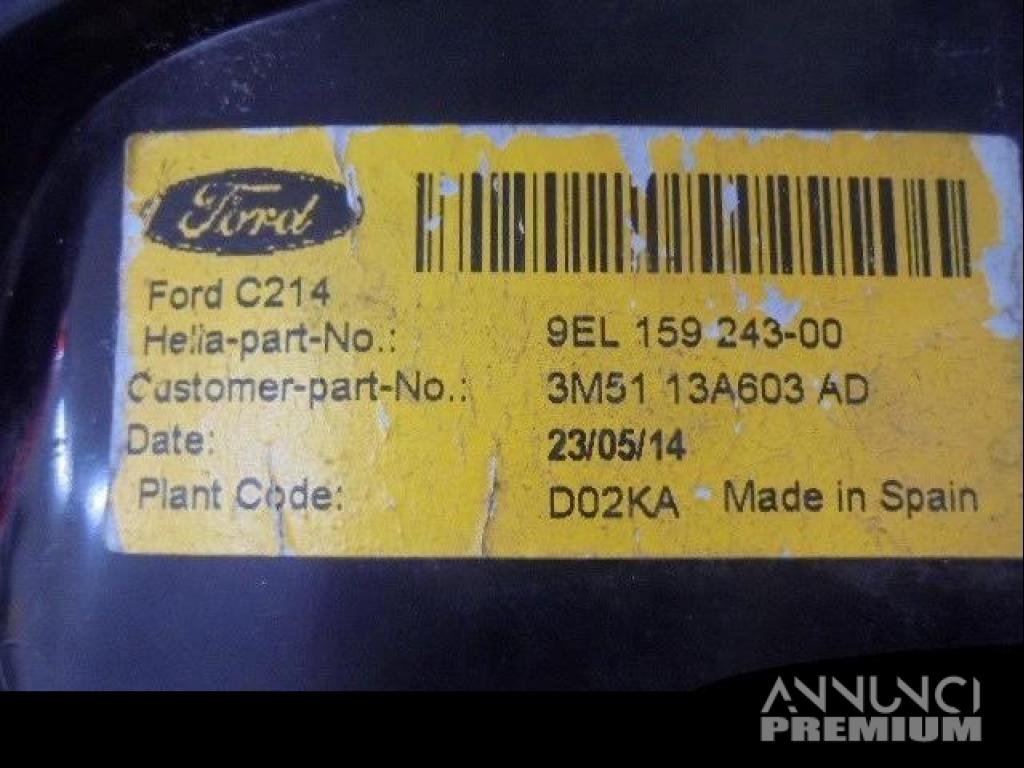 Ford
Ford C214
Hella-part-No.: 9EL 159 243-00
Customer-part-No.: 3M51 13A603 AD
Date: 23/05/14
Plant Code: D02KA Made in Spain
ANNUNCI
PREMIUM